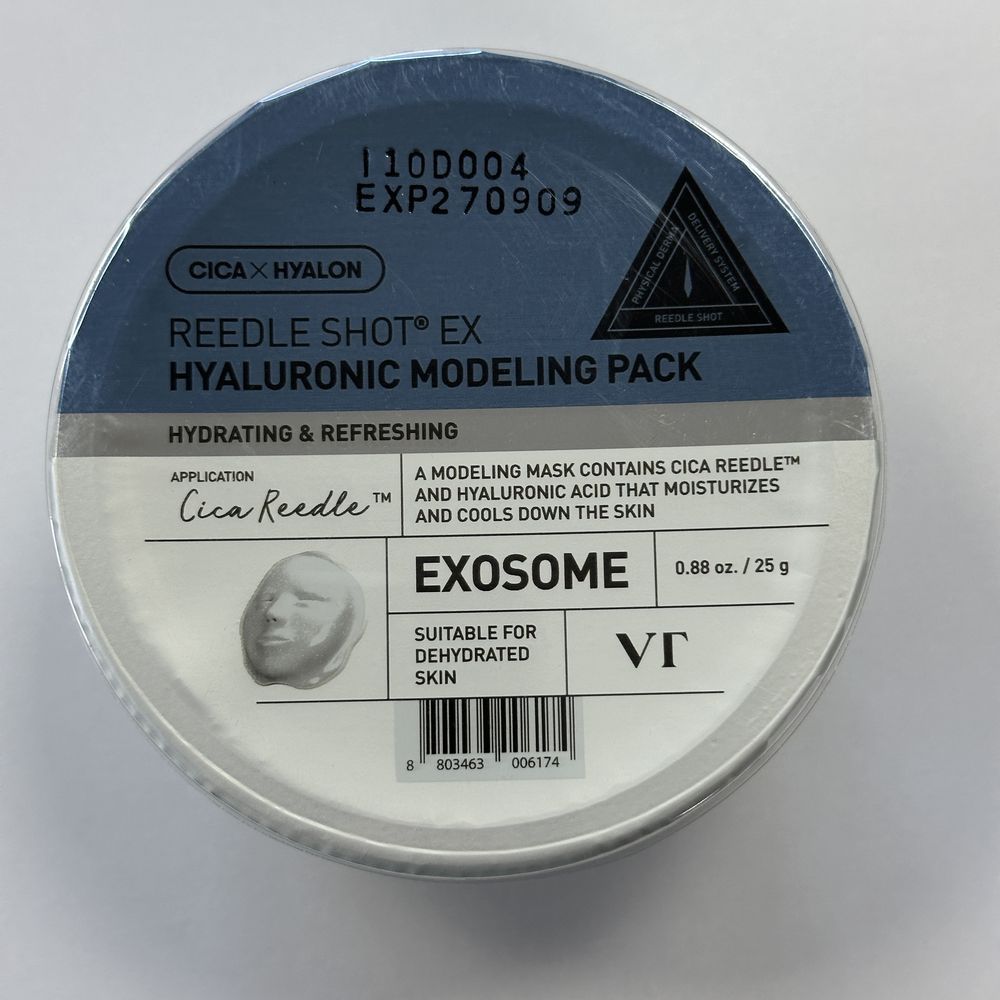 I10D004
EXP270909
CICA × HYALON
PHYSICAL DERMA
DELIVERY SYSTEM
REEDLE SHOT
REEDLE SHOT® EX
HYALURONIC MODELING PACK
HYDRATING & REFRESHING
APPLICATION
Cica Reedle™
A MODELING MASK CONTAINS CICA REEDLE™
AND HYALURONIC ACID THAT MOISTURIZES
AND COOLS DOWN THE SKIN
EXOSOME
0.88 oz. / 25 g
SUITABLE FOR
DEHYDRATED
SKIN
VT
8 803463 006174